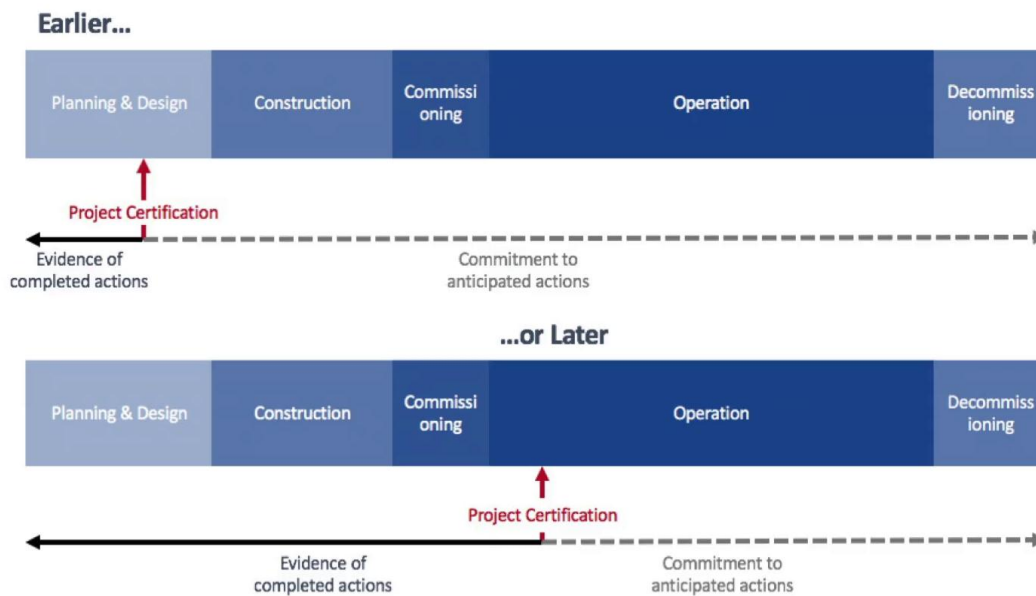 Earlier...
Planning & Design
Construction
Commissi
oning
Operation
Decommiss
ioning
Project Certification
Evidence of
completed actions
Commitment to
anticipated actions
...or Later
Planning & Design
Construction
Commissi
oning
Operation
Decommiss
ioning
Project Certification
Evidence of
completed actions
Commitment to
anticipated actions